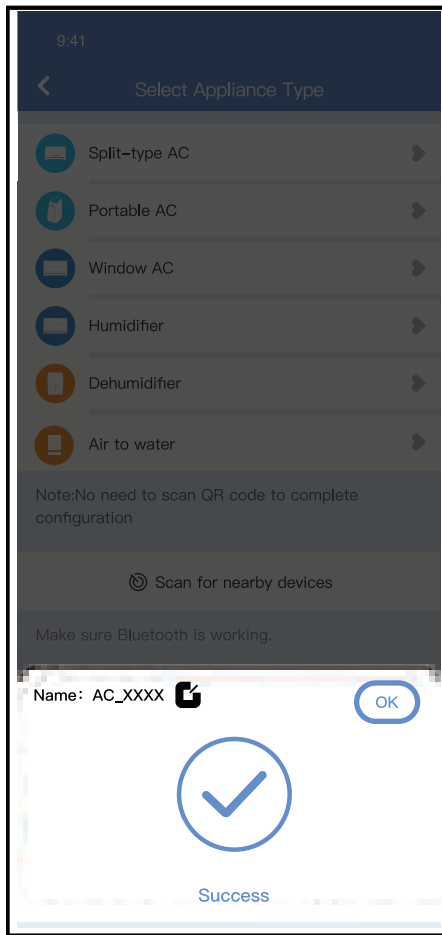 9:41
Select Appliance Type
Split-type AC
Portable AC
Window AC
Humidifier
Dehumidifier
Air to water
Note:No need to scan QR code to complete
configuration
Scan for nearby devices
Make sure Bluetooth is working.
Name: AC_XXXX
OK
Success